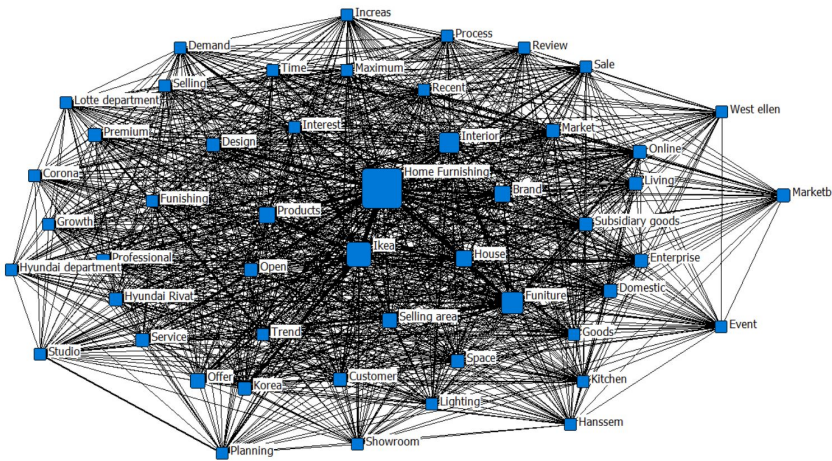 Increas
Process
Demand
Review
Time
Maximum
Sale
Selling
Recent
Lotte department
West ellen
Interest
Premium
Market
Interior
Design
Online
Home Furnishing
Corona
Living
Brand
Marketb
Funishing
Products
Growth
Subsidiary goods
Ikea
House
Professional
Enterprise
Hyundai department
Open
Domestic
Hyundai Rivat
Funiture
Selling area
Event
Trend
Goods
Service
Studio
Space
Offer
Customer
Kitchen
Korea
Lighting
Hanssem
Showroom
Planning